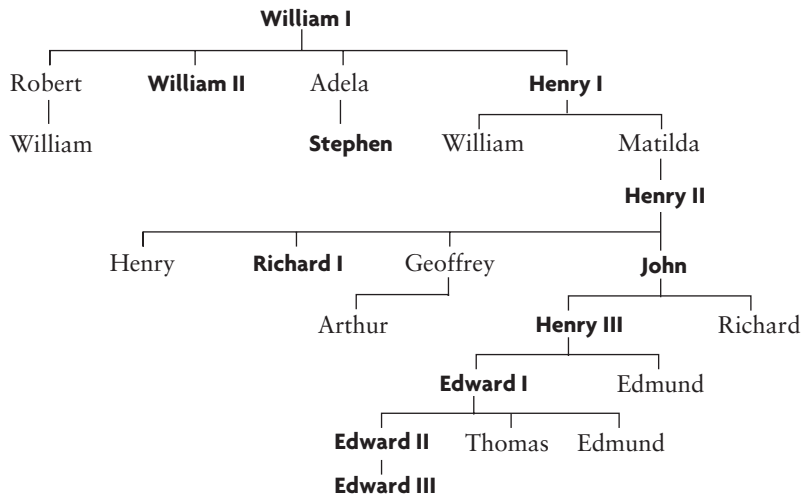 William I
Robert William II Adela Henry I
William Stephen William Matilda
Henry II
Henry Richard I Geoffrey John
Arthur Henry III Richard
Edward I Edmund
Edward II Thomas Edmund
Edward III